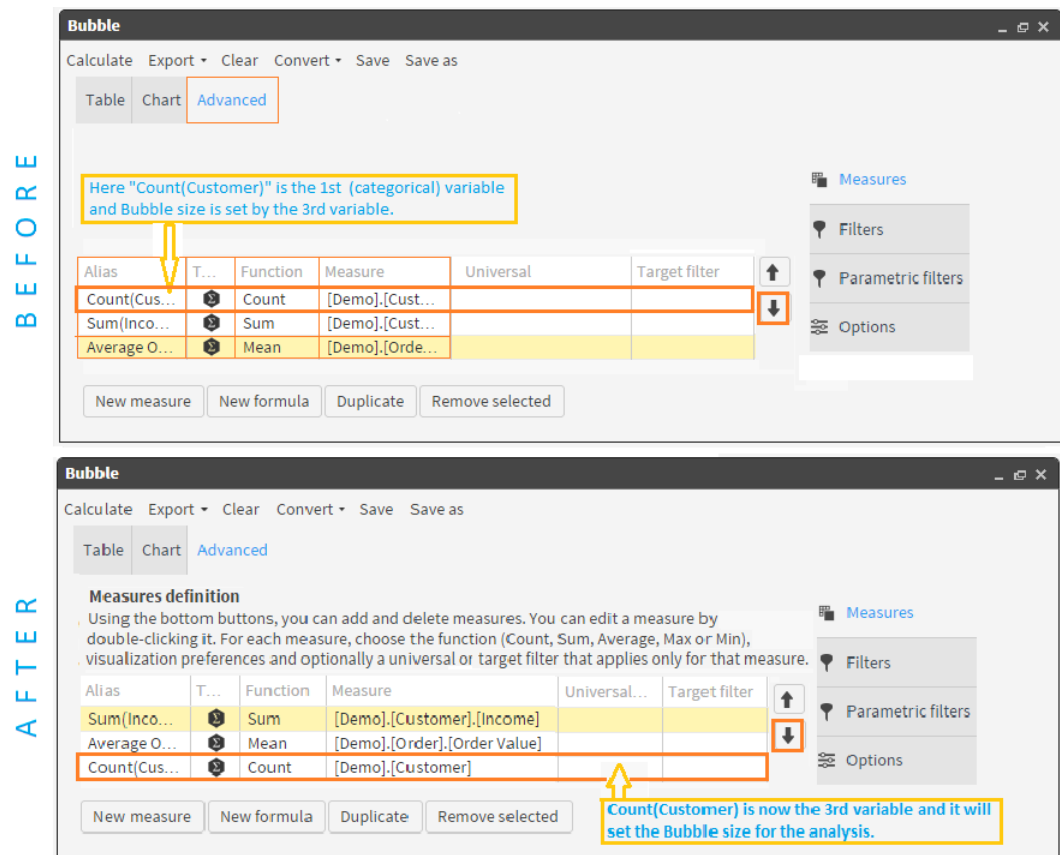 BEFORE
Bubble
Calculate Export Clear Convert Save Save as
Table Chart Advanced
Here "Count(Customer)" is the 1st (categorical) variable
and Bubble size is set by the 3rd variable.
Measures
Filters
Parametric filters
Options
Alias T... Function Measure Universal Target filter
Count(Cus... Count [Demo].[Cust...
Sum(Inco... Sum [Demo].[Cust...
Average O... Mean [Demo].[Orde...
New measure New formula Duplicate Remove selected
AFTER
Bubble
Calculate Export Clear Convert Save Save as
Table Chart Advanced
Measures definition
Using the bottom buttons, you can add and delete measures. You can edit a measure by
double-clicking it. For each measure, choose the function (Count, Sum, Average, Max or Min),
visualization preferences and optionally a universal or target filter that applies only for that measure.
Measures
Filters
Parametric filters
Options
Alias T... Function Measure Universal... Target filter
Sum(Inco... Sum [Demo].[Customer].[Income]
Average O... Mean [Demo].[Order].[Order Value]
Count(Cus... Count [Demo].[Customer]
New measure New formula Duplicate Remove selected
Count(Customer) is now the 3rd variable and it will
set the Bubble size for the analysis.